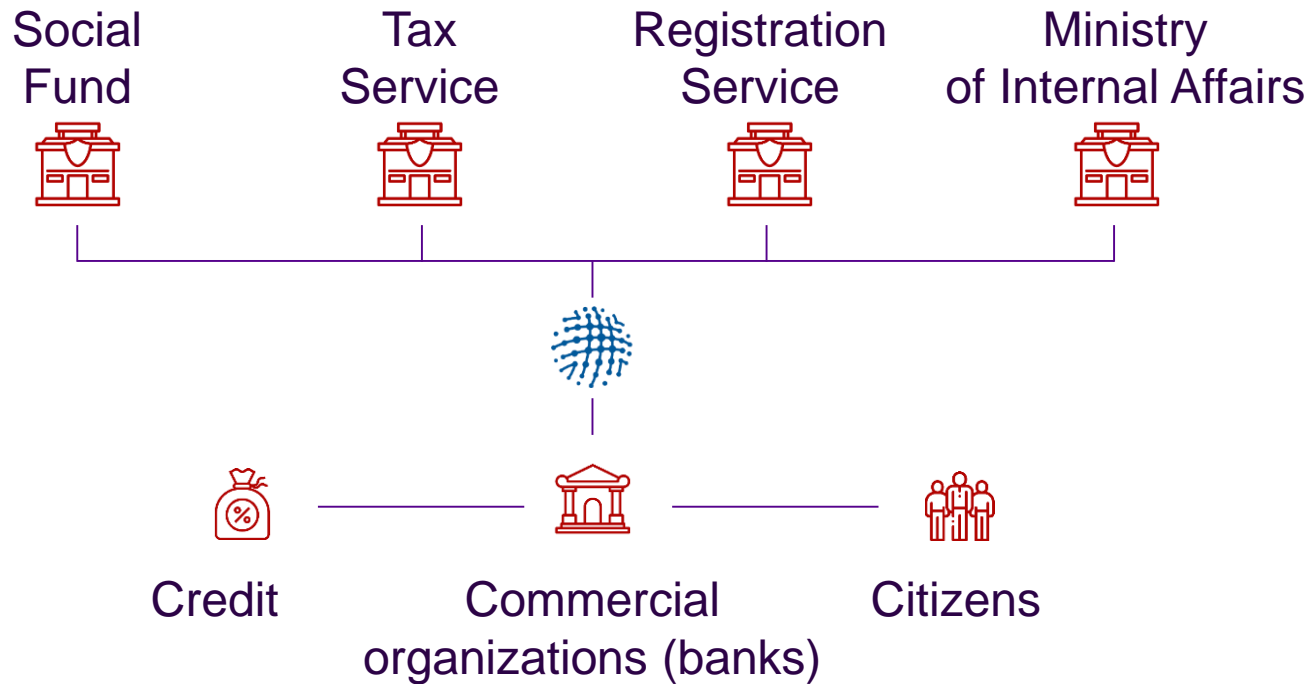 Social
Fund
Tax
Service
Registration
Service
Ministry
of Internal Affairs
%
Credit
Commercial
organizations (banks)
Citizens